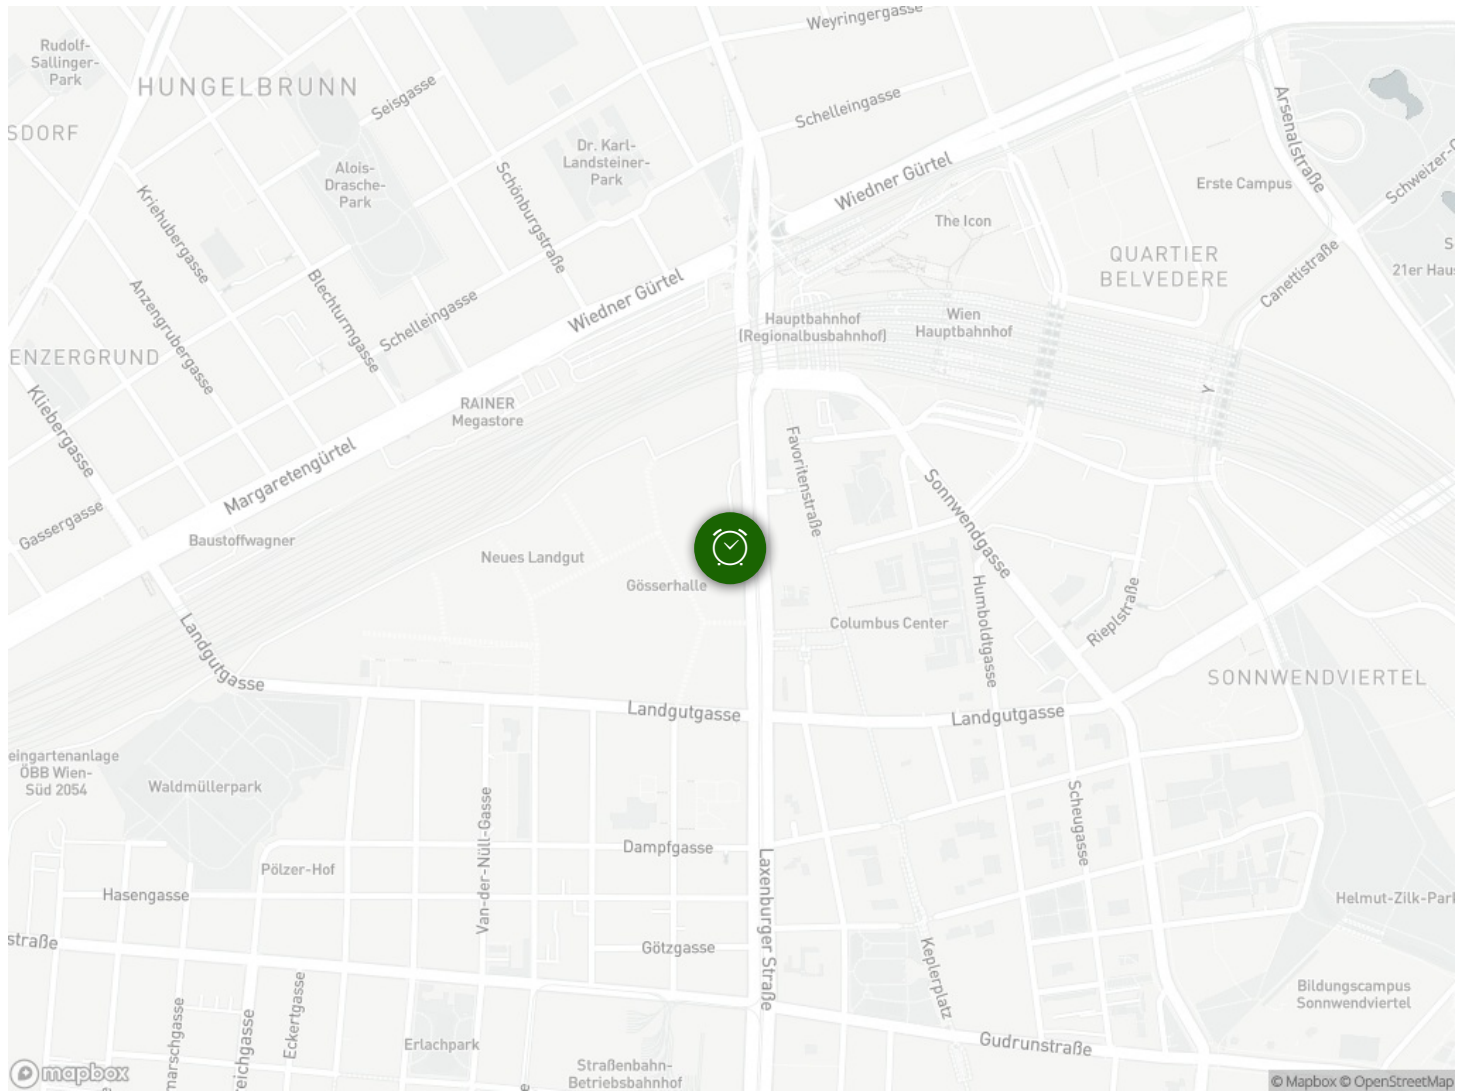 Weyringergasse
Rudolf-
Sallinger-
Park
HUNGELBRUNN
Seisgasse
Schelleingasse
Arsenalstraße
SDORF
Dr. Karl-
Landsteiner-
Park
Alois-
Drasche-
Park
Schönburgstraße
Wiedner Gürtel
Erste Campus
Schweizer-G
Kriehubergasse
The Icon
QUARTIER
BELVEDERE
S
21er Haus
Canettistraße
Blechturmgasse
Anzengrubergasse
Wiedner Gürtel
Schelleingasse
Hauptbahnhof
(Regionalbusbahnhof)
Wien
Hauptbahnhof
ENZERGRUND
Kliebergasse
RAINER
Megastore
Favoritenstraße
Margaretengürtel
Sonnwendgasse
Gassergasse
Baustoffwagner
Neues Landgut
Gösserhalle
Humboldtgasse
Rieplstraße
Columbus Center
Landgutgasse
SONNWENDVIERTEL
Landgutgasse
Landgutgasse
eingartenanlage
ÖBB Wien-
Süd 2054
Waldmüllerpark
Van-der-Nüll-Gasse
Scheugasse
Dampfgasse
Laxenburger Straße
Pölzer-Hof
Hasengasse
Helmut-Zilk-Park
straße
Götzgasse
Keplerplatz
Eckertgasse
Bildungscampus
Sonnwendviertel
marschgasse
reichgasse
Erlachpark
Gudrunstraße
Straßenbahn-
Betriebsbahnhof
e
mapbox
© Mapbox © OpenStreetMap